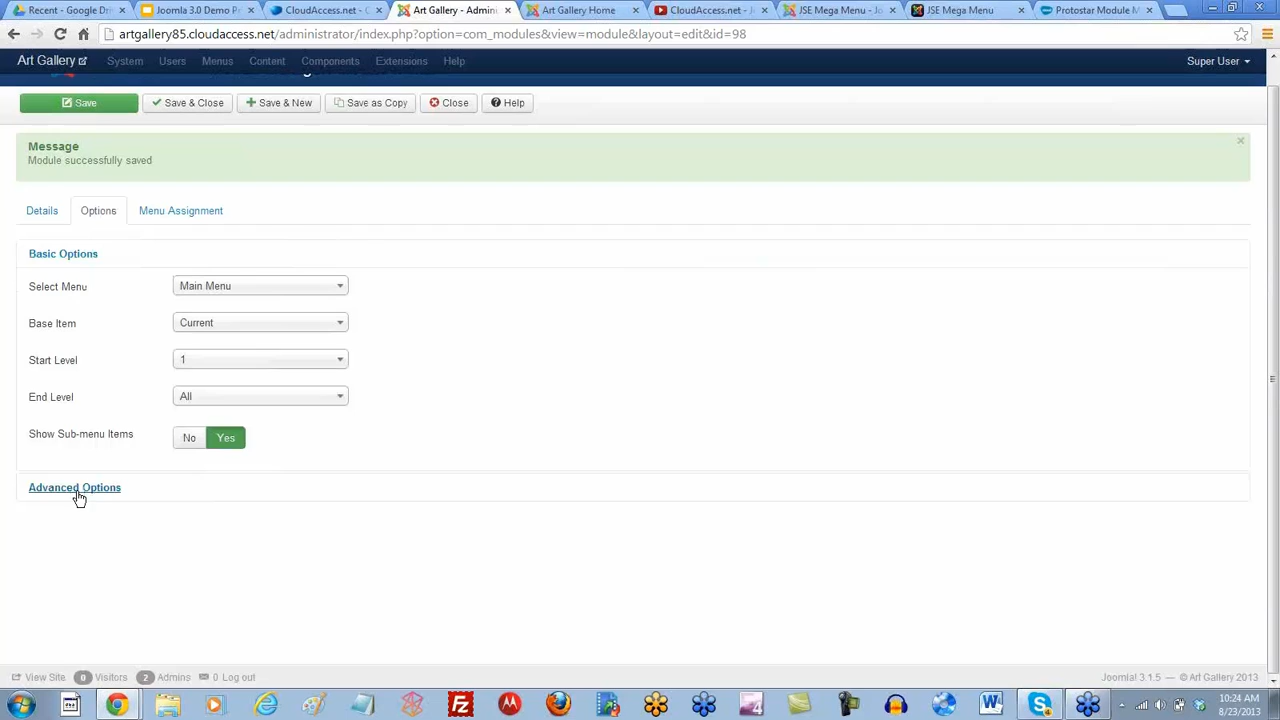 Recent - Google Driv
Joomla 3.0 Demo Pr
CloudAccess.net - C
Art Gallery - Admini
Art Gallery Home
CloudAccess.net - J
JSE Mega Menu - Jo
JSE Mega Menu
Protostar Module M
artgallery85.cloudaccess.net/administrator/index.php?option=com_modules&view=module&layout=edit&id=98
Art Gallery System Users Menus Content Components Extensions Help Super User
Save Save & Close Save & New Save as Copy Close Help
Message
Module successfully saved
Details Options Menu Assignment
Basic Options
Select Menu Main Menu
Base Item Current
Start Level 1
End Level All
Show Sub-menu Items No Yes
Advanced Options
View Site 0 Visitors 2 Admins 0 Log out Joomla! 3.1.5 — © Art Gallery 2013
10:24 AM
8/23/2013